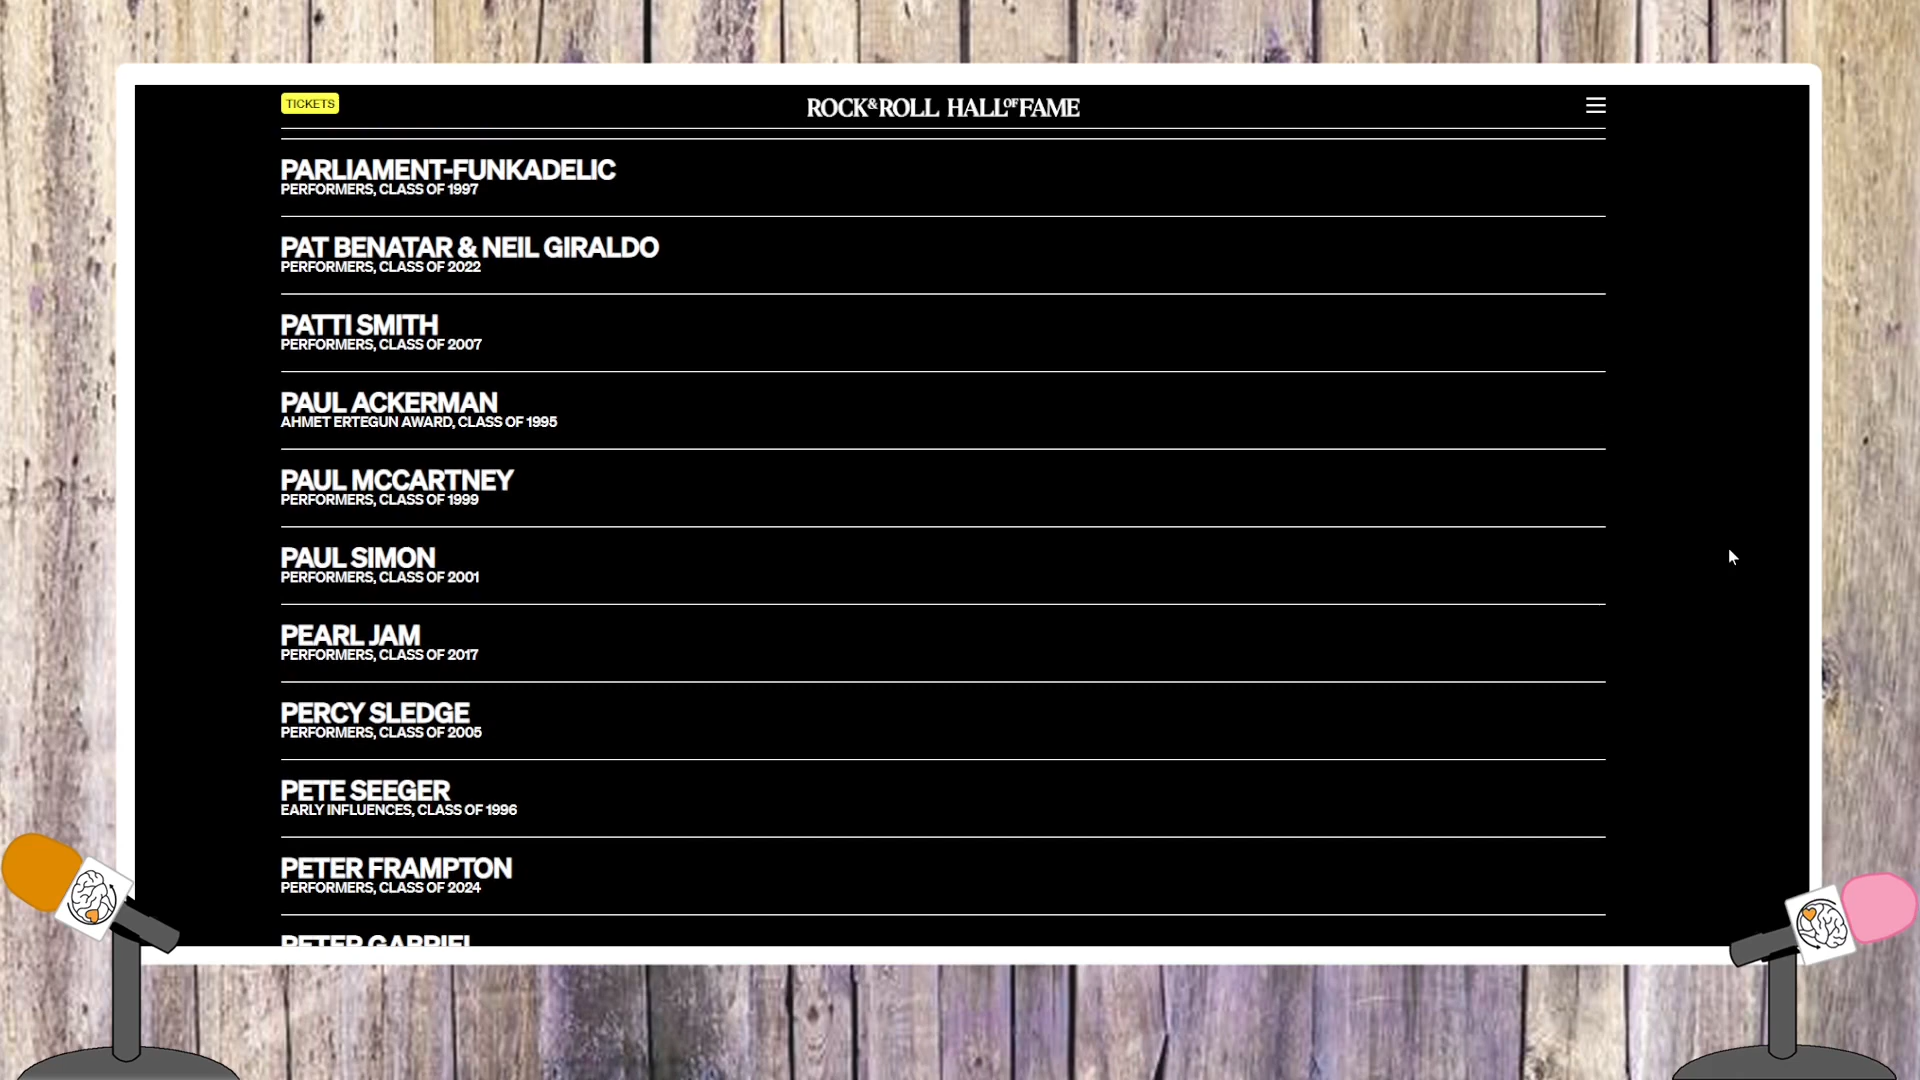 TICKETS
ROCK&ROLL HALL OF FAME
PARLIAMENT-FUNKADELIC
PERFORMERS, CLASS OF 1997
PAT BENATAR & NEIL GIRALDO
PERFORMERS, CLASS OF 2022
PATTI SMITH
PERFORMERS, CLASS OF 2007
PAUL ACKERMAN
AHMET ERTEGUN AWARD, CLASS OF 1995
PAUL MCCARTNEY
PERFORMERS, CLASS OF 1999
PAUL SIMON
PERFORMERS, CLASS OF 2001
PEARL JAM
PERFORMERS, CLASS OF 2017
PERCY SLEDGE
PERFORMERS, CLASS OF 2005
PETE SEEGER
EARLY INFLUENCES, CLASS OF 1996
PETER FRAMPTON
PERFORMERS, CLASS OF 2024
PETER GABRIEL